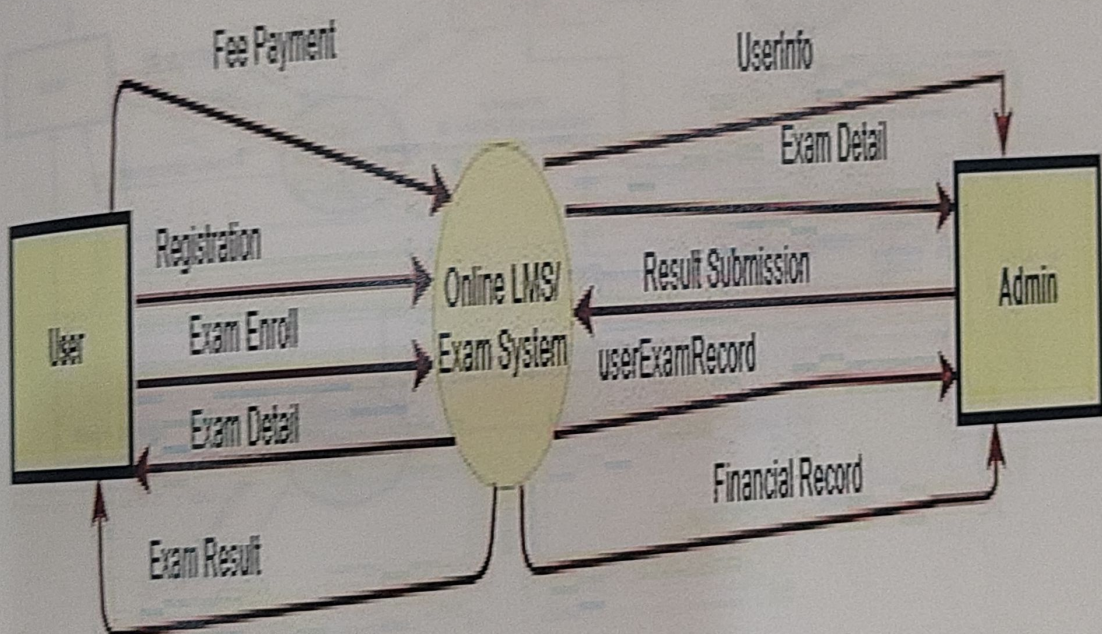 Fee Payment
UserInfo
Exam Detail
Registration
Online LMS/
Exam System
Result Submission
Admin
User
Exam Enroll
userExamRecord
Exam Detail
Financial Record
Exam Result